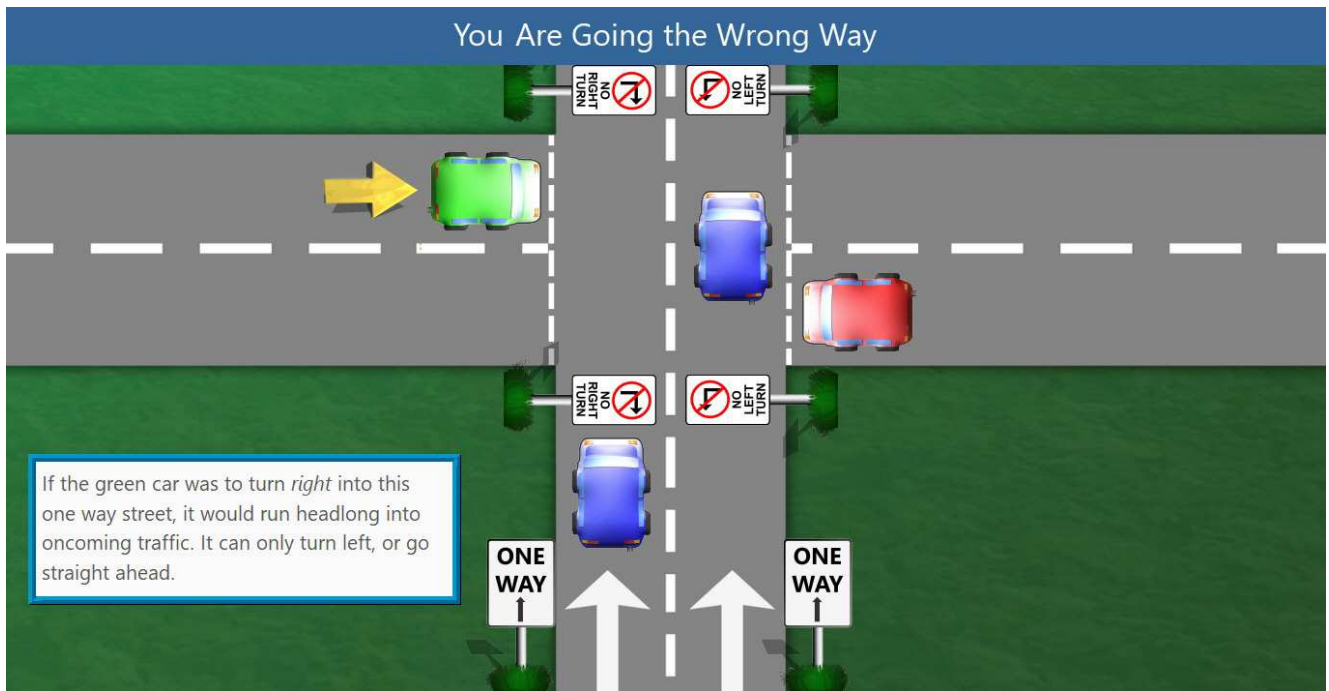 You Are Going the Wrong Way
NO
RIGHT
TURN
NO
LEFT
TURN
NO
RIGHT
TURN
NO
LEFT
TURN
If the green car was to turn right into this
one way street, it would run headlong into
oncoming traffic. It can only turn left, or go
straight ahead.
ONE
WAY
ONE
WAY